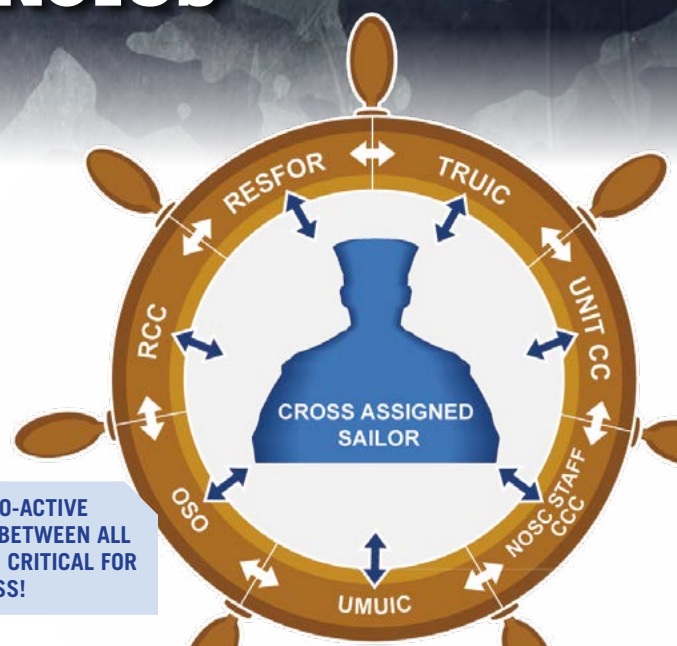 RESFOR
TRUIC
RCC
UNIT CC
CROSS ASSIGNED
SAILOR
OSO
NOSC STAFF
CCC
UMUIC
O-ACTIVE
BETWEEN ALL
CRITICAL FOR
SS!